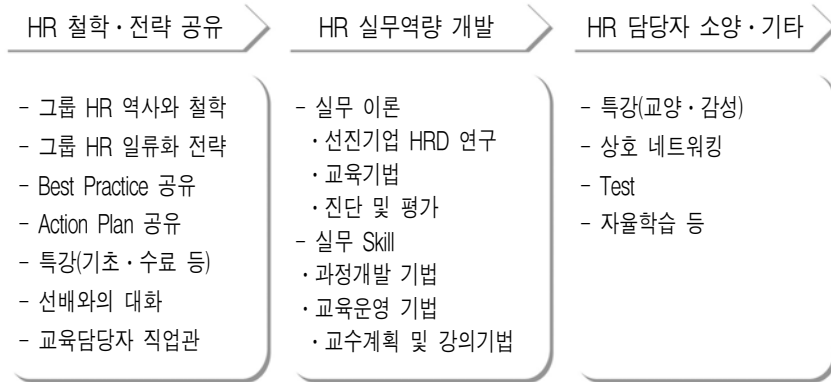 HR 철학·전략 공유
- 그룹 HR 역사와 철학
- 그룹 HR 일류화 전략
- Best Practice 공유
- Action Plan 공유
- 특강(기초·수료 등)
- 선배와의 대화
- 교육담당자 직업관
HR 실무역량 개발
- 실무 이론
·선진기업 HRD 연구
·교육기법
·진단 및 평가
- 실무 Skill
·과정개발 기법
·교육운영 기법
·교수계획 및 강의기법
HR 담당자 소양·기타
- 특강(교양·감성)
- 상호 네트워킹
- Test
- 자율학습 등